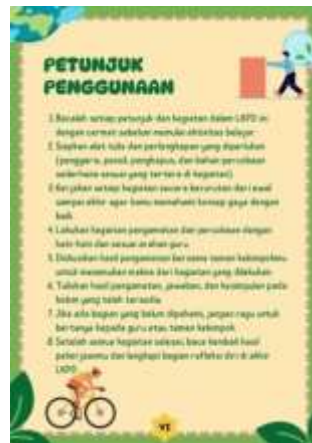 PETUNJUK
PENGGUNAAN
1. Bacalah setiap petunjuk dan kegiatan dalam LKPD ini
dengan cermat sebelum memulai aktivitas belajar
2. Siapkan alat tulis dan perlengkapan yang diperlukan
(penggaris, pensil, penghapus, dan bahan percobaan
sederhana sesuai yang tertera di kegiatan).
3. Kerjakan setiap kegiatan secara berurutan dari awal
sampai akhir agar kamu memahami konsep gaya dengan
baik.
4. Lakukan kegiatan pengamatan dan percobaan dengan
hati-hati dan sesuai arahan guru.
5. Diskusikan hasil pengamatan bersama teman kelompokmu
untuk menemukan makna dari kegiatan yang dilakukan
6. Tuliskan hasil pengamatan, jawaban, dan kesimpulan pada
kolom yang telah tersedia.
7. Jika ada bagian yang belum dipahami, jangan ragu untuk
bertanya kepada guru atau teman kelompok
8. Setelah semua kegiatan selesai, baca kembali hasil
pekerjaanmu dan lengkapi bagian refleksi diri di akhir
LKPD.
VI